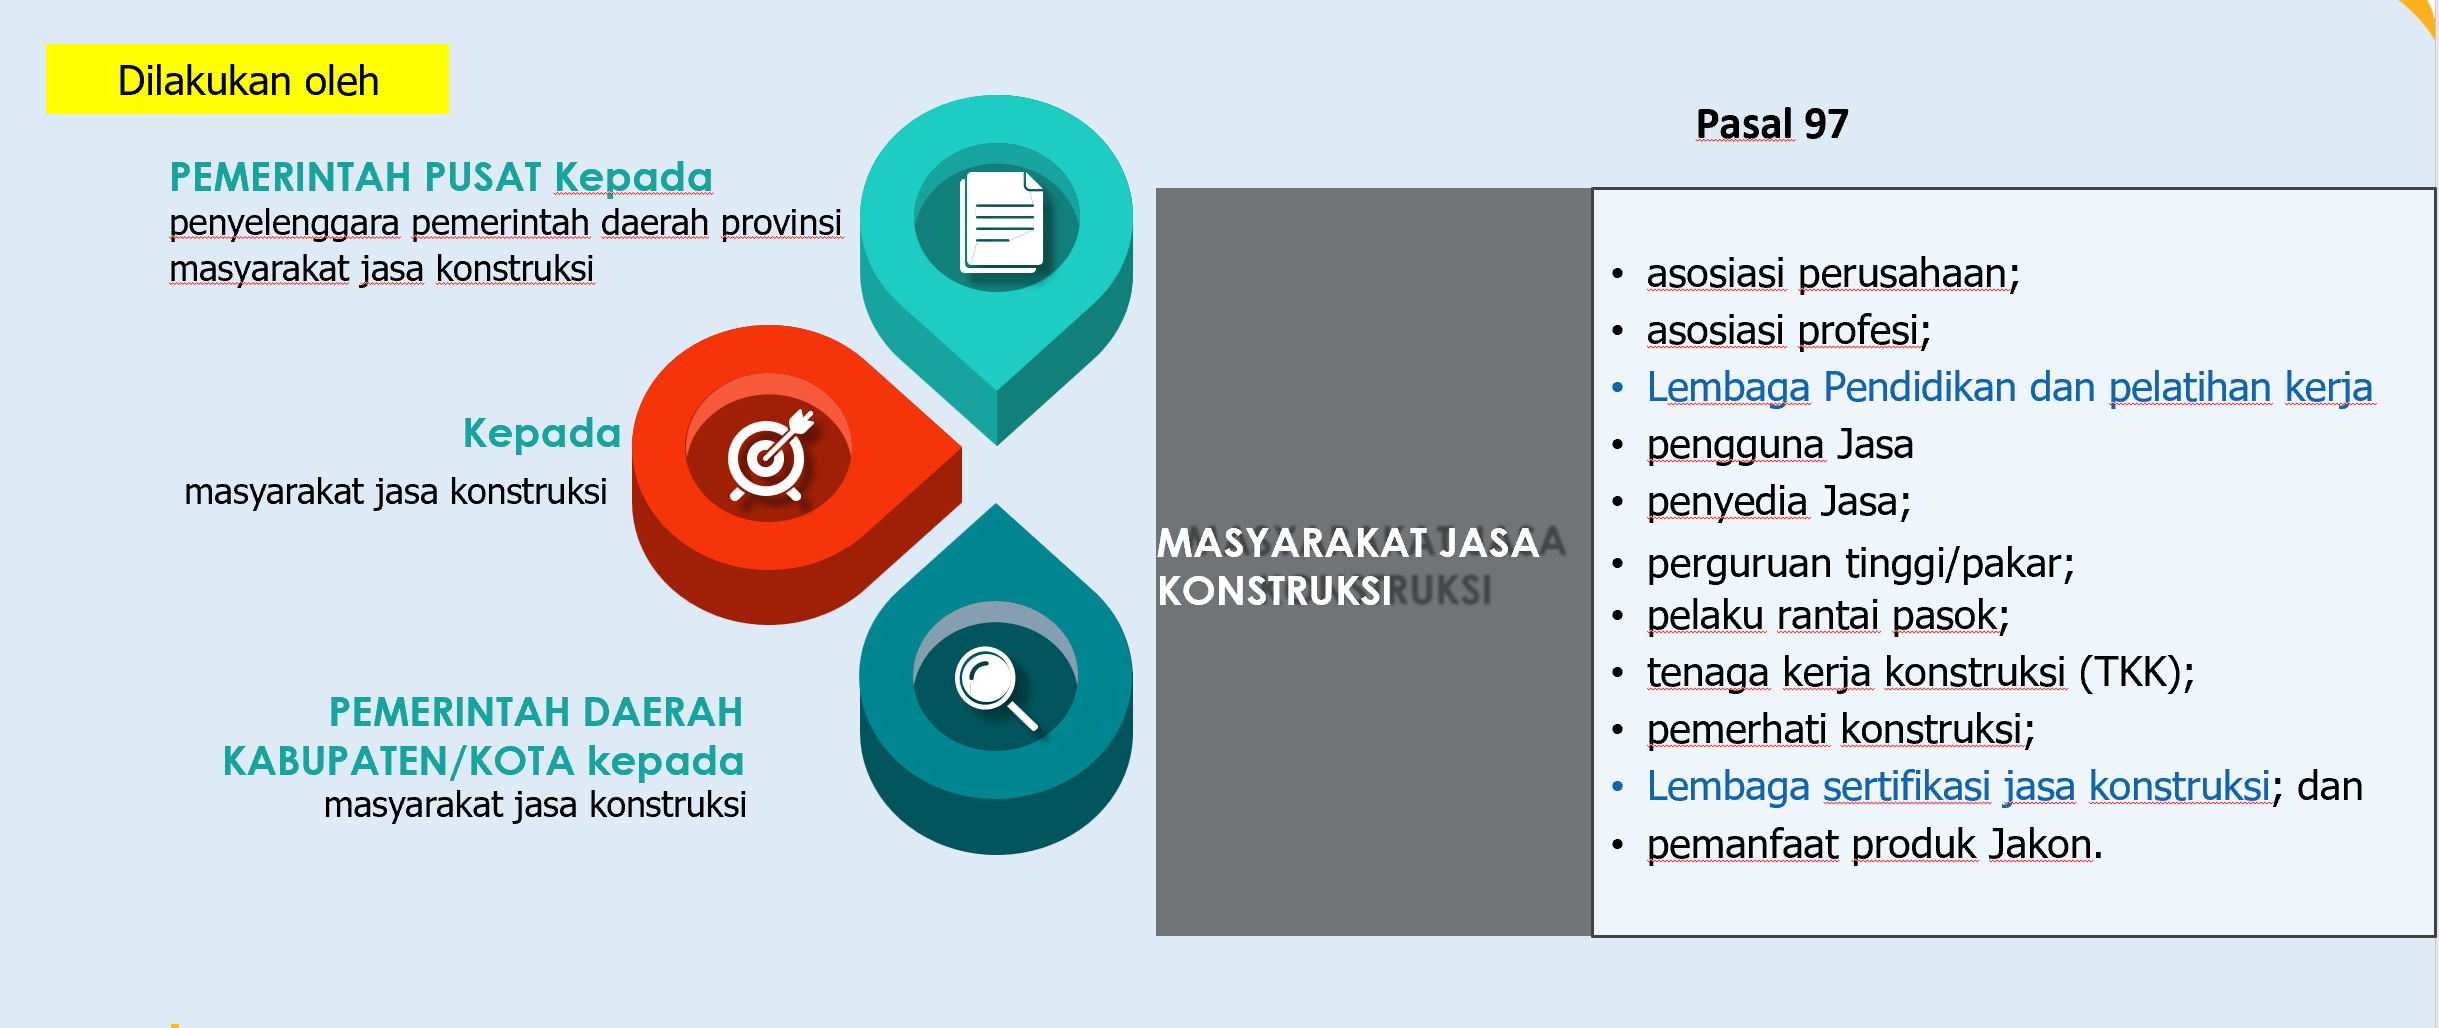 Dilakukan oleh
PEMERINTAH PUSAT Kepada
penyelenggara pemerintah daerah provinsi
masyarakat jasa konstruksi
Kepada
masyarakat jasa konstruksi
PEMERINTAH DAERAH
KABUPATEN/KOTA kepada
masyarakat jasa konstruksi
Pasal 97
MASYARAKAT JASA
KONSTRUKSI
• asosiasi perusahaan;
• asosiasi profesi;
• Lembaga Pendidikan dan pelatihan kerja
• pengguna Jasa
• penyedia Jasa;
• perguruan tinggi/pakar;
• pelaku rantai pasok;
• tenaga kerja konstruksi (TKK);
• pemerhati konstruksi;
• Lembaga sertifikasi jasa konstruksi; dan
• pemanfaat produk Jakon.